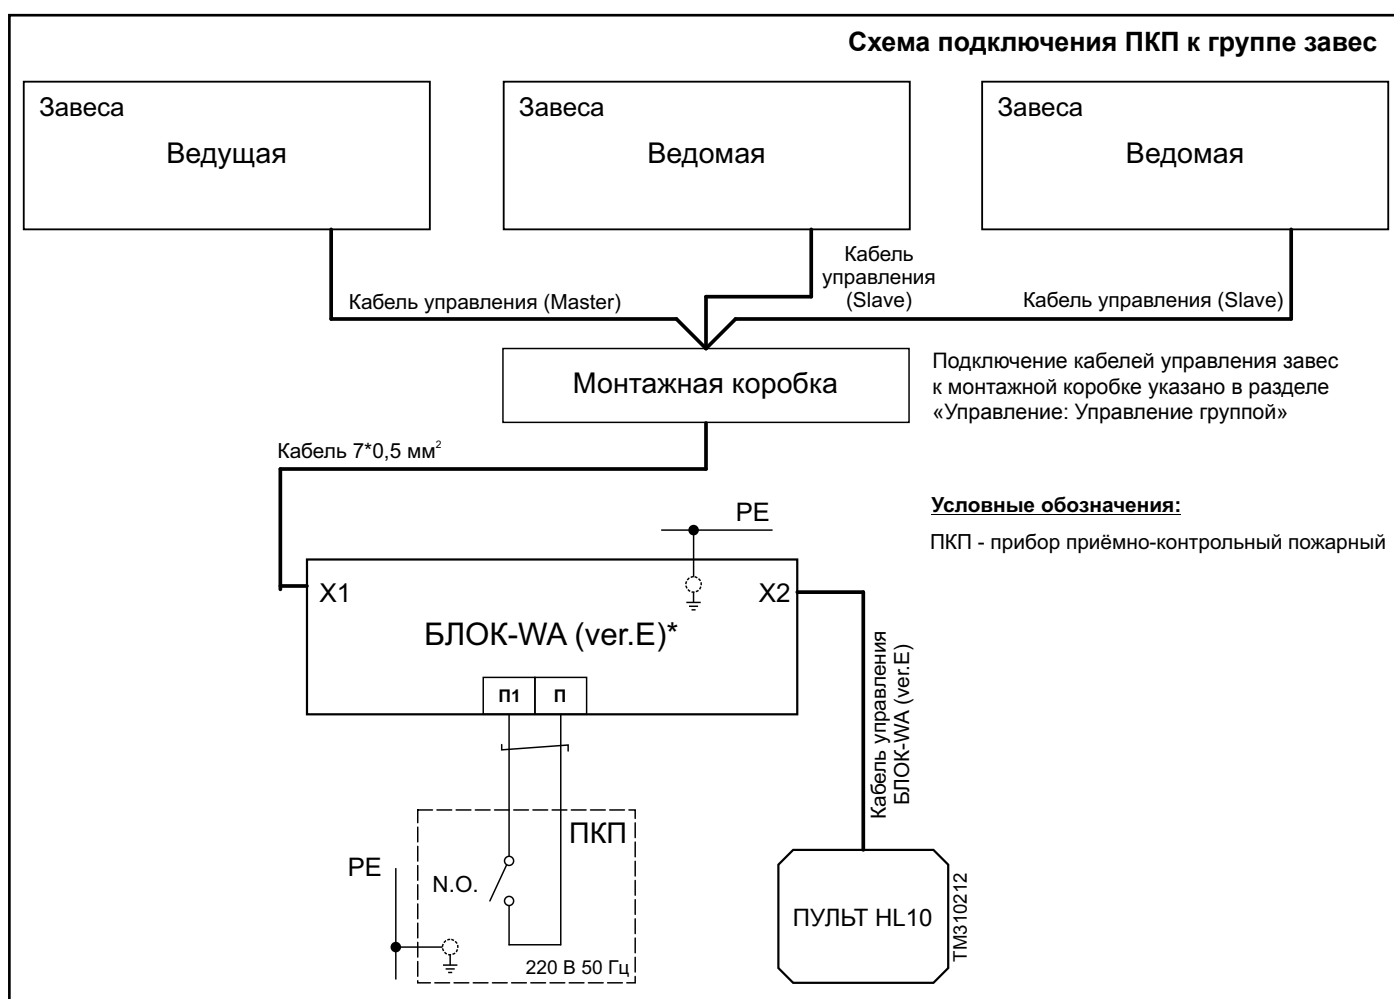 Схема подключения ПКП к группе завес
Завеса
Ведущая
Завеса
Ведомая
Завеса
Ведомая
Кабель управления (Master)
Кабель
управления
(Slave)
Кабель управления (Slave)
Монтажная коробка
Подключение кабелей управления завес
к монтажной коробке указано в разделе
«Управление: Управление группой»
Кабель 7*0,5 мм²
Условные обозначения:
ПКП - прибор приёмно-контрольный пожарный
PE
X1
X2
БЛОК-WA (ver.E)*
П1
П
Кабель управления
БЛОК-WA (ver.E)
ПКП
PE
N.O.
220 В 50 Гц
ПУЛЬТ HL10
TM310212